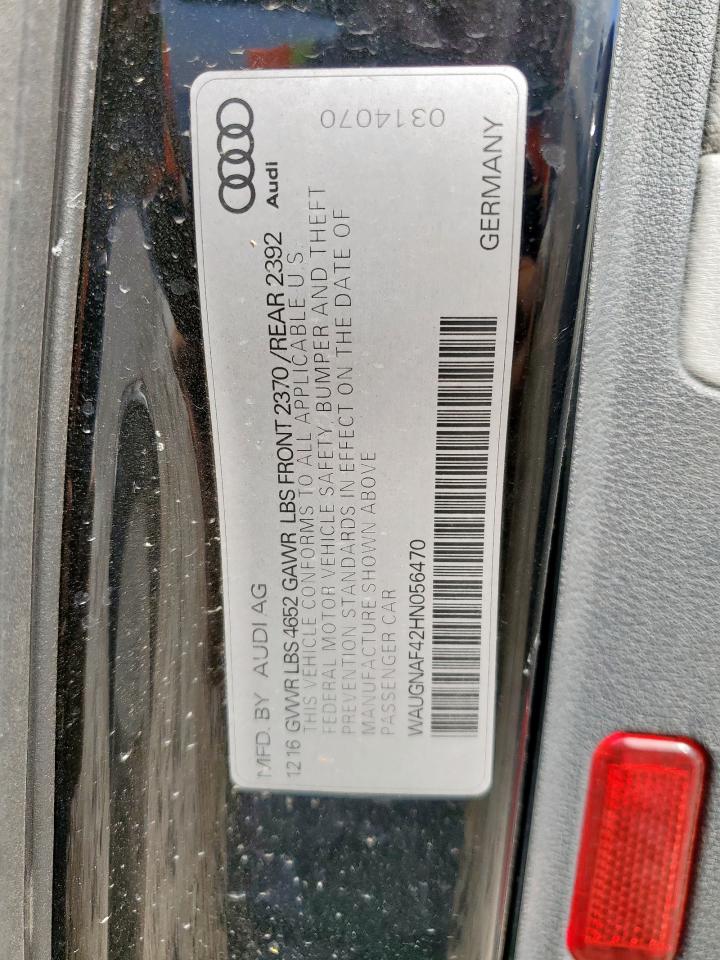 Audi
0314070
MFD. BY AUDI AG
12 16 GVWR LBS 4652 GAWR LBS FRONT 2370 /REAR 2392
THIS VEHICLE CONFORMS TO ALL APPLICABLE U S
FEDERAL MOTOR VEHICLE SAFETY, BUMPER AND THEFT
PREVENTION STANDARDS IN EFFECT ON THE DATE OF
MANUFACTURE SHOWN ABOVE
PASSENGER CAR
WAUGNAF42HN056470
GERMANY